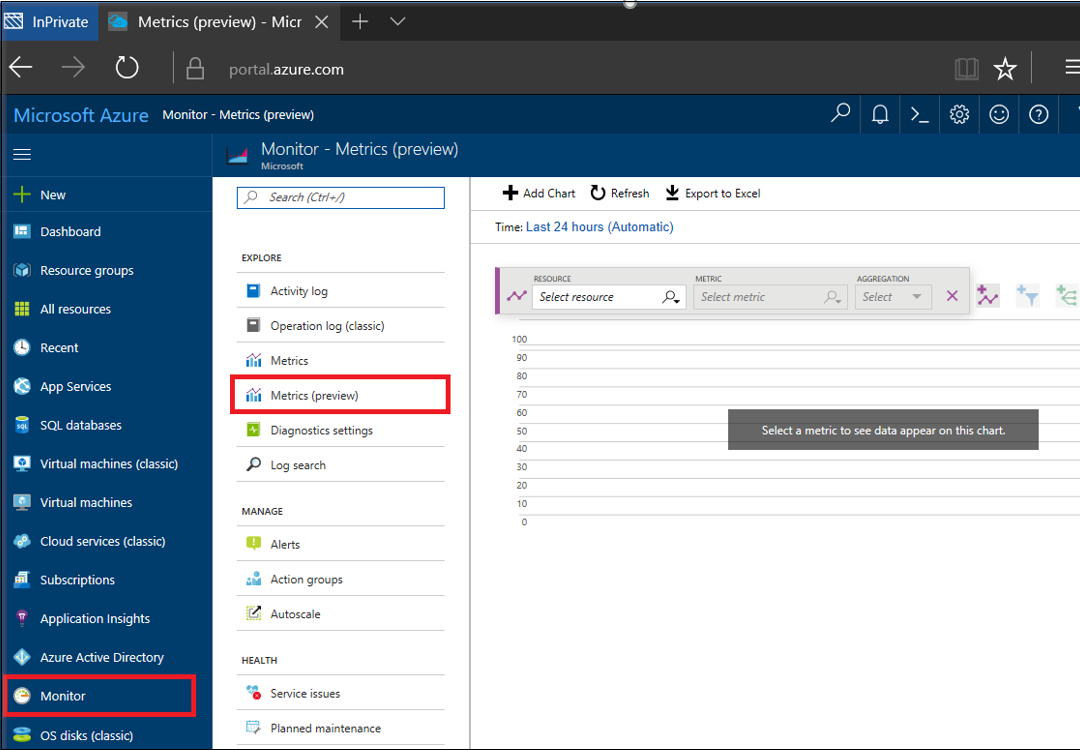 InPrivate Metrics (preview) - Micr
portal.azure.com
Microsoft Azure Monitor - Metrics (preview)
Monitor - Metrics (preview)
Microsoft
New
Dashboard
Resource groups
All resources
Recent
App Services
SQL databases
Virtual machines (classic)
Virtual machines
Cloud services (classic)
Subscriptions
Application Insights
Azure Active Directory
Monitor
OS disks (classic)
Search (Ctrl+/)
EXPLORE
Activity log
Operation log (classic)
Metrics
Metrics (preview)
Diagnostics settings
Log search
MANAGE
Alerts
Action groups
Autoscale
HEALTH
Service issues
Planned maintenance
Add Chart Refresh Export to Excel
Time: Last 24 hours (Automatic)
RESOURCE METRIC AGGREGATION
Select resource Select metric Select
100
90
80
70
60
50
40
30
20
10
0
Select a metric to see data appear on this chart.